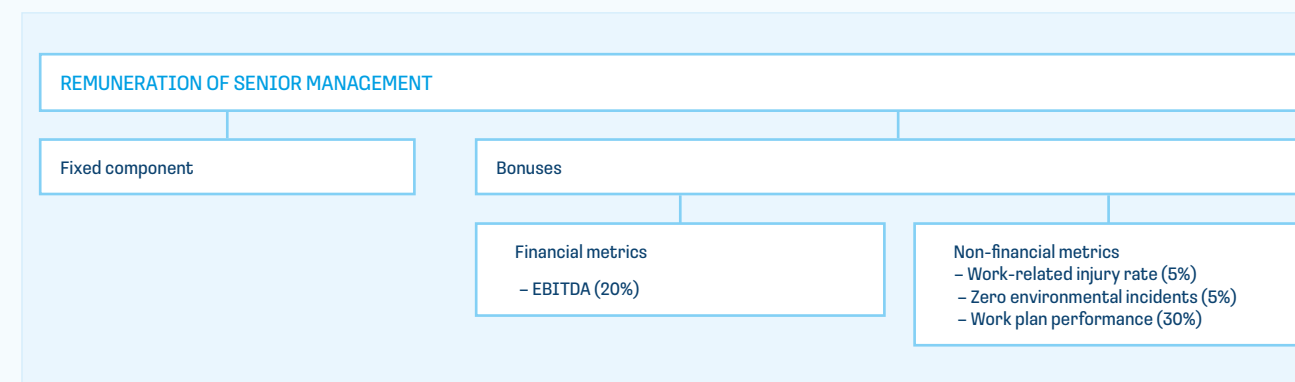 REMUNERATION OF SENIOR MANAGEMENT
Fixed component
Bonuses
Financial metrics
– EBITDA (20%)
Non-financial metrics
– Work-related injury rate (5%)
– Zero environmental incidents (5%)
– Work plan performance (30%)